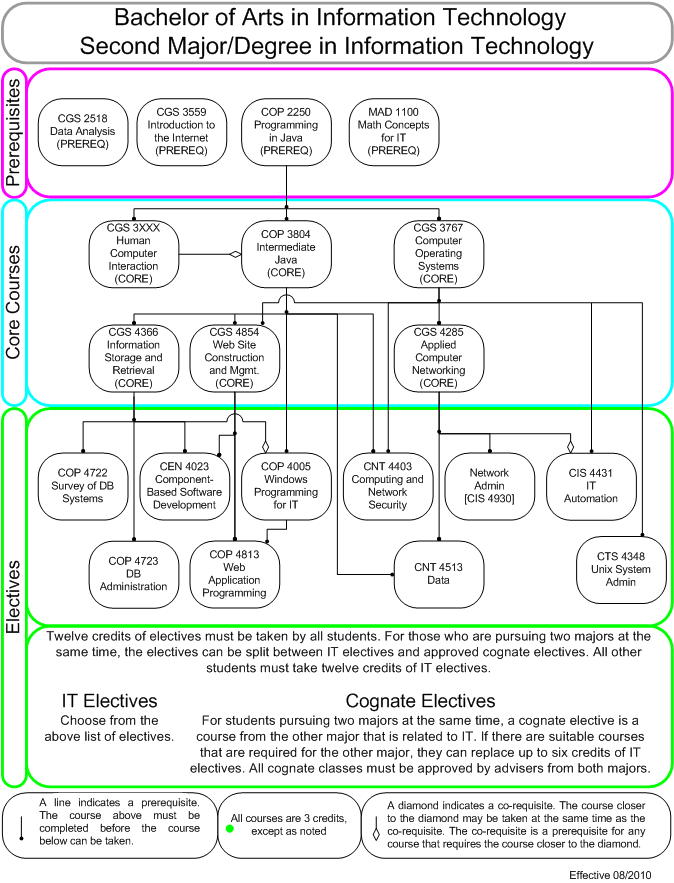 Bachelor of Arts in Information Technology
Second Major/Degree in Information Technology
Prerequisites
CGS 2518
Data Analysis
(PREREQ)
CGS 3559
Introduction to
the Internet
(PREREQ)
COP 2250
Programming
in Java
(PREREQ)
MAD 1100
Math Concepts
for IT
(PREREQ)
Core Courses
CGS 3XXX
Human
Computer
Interaction
(CORE)
COP 3804
Intermediate
Java
(CORE)
CGS 3767
Computer
Operating
Systems
(CORE)
CGS 4366
Information
Storage and
Retrieval
(CORE)
CGS 4854
Web Site
Construction
and Mgmt.
(CORE)
CGS 4285
Applied
Computer
Networking
(CORE)
Electives
COP 4722
Survey of DB
Systems
CEN 4023
Component-
Based Software
Development
COP 4005
Windows
Programming
for IT
CNT 4403
Computing and
Network
Security
Network
Admin
[CIS 4930]
CIS 4431
IT
Automation
COP 4723
DB
Administration
COP 4813
Web
Application
Programming
CNT 4513
Data
CTS 4348
Unix System
Admin
Twelve credits of electives must be taken by all students. For those who are pursuing two majors at the
same time, the electives can be split between IT electives and approved cognate electives. All other
students must take twelve credits of IT electives.
IT Electives
Choose from the
above list of electives.
Cognate Electives
For students pursuing two majors at the same time, a cognate elective is a
course from the other major that is related to IT. If there are suitable courses
that are required for the other major, they can replace up to six credits of IT
electives. All cognate classes must be approved by advisers from both majors.
A line indicates a prerequisite.
The course above must be
completed before the course
below can be taken.
All courses are 3 credits,
except as noted
A diamond indicates a co-requisite. The course closer
to the diamond may be taken at the same time as the
co-requisite. The co-requisite is a prerequisite for any
course that requires the course closer to the diamond.
Effective 08/2010